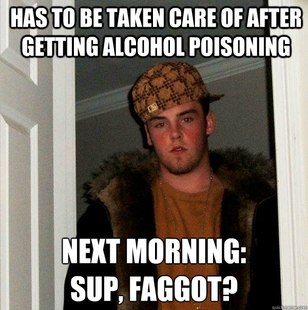 HAS TO BE TAKEN CARE OF AFTER
GETTING ALCOHOL POISONING
NEXT MORNING:
SUP, FAGGOT?